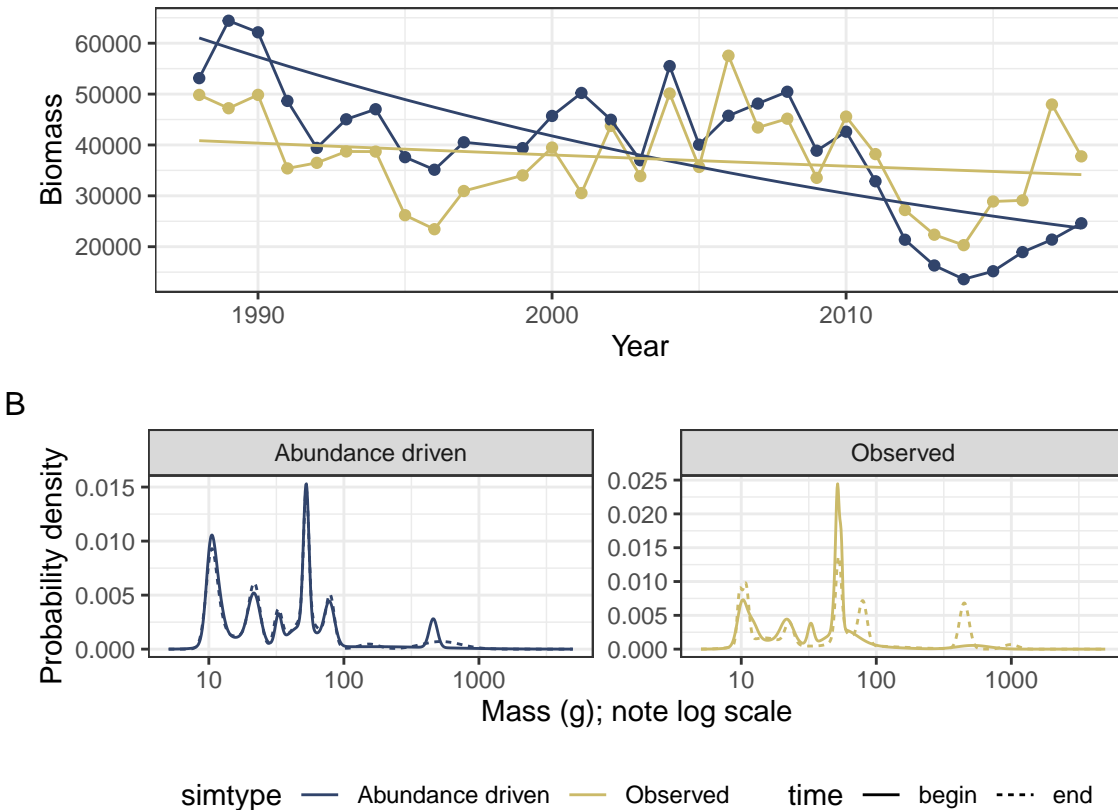 60000
50000
40000
30000
20000
Biomass
1990 2000 2010
Year
B
Abundance driven Observed
Probability density
0.015
0.010
0.005
0.000
0.025
0.020
0.015
0.010
0.005
0.000
10 100 1000 10 100 1000
Mass (g); note log scale
simtype Abundance driven Observed time begin end